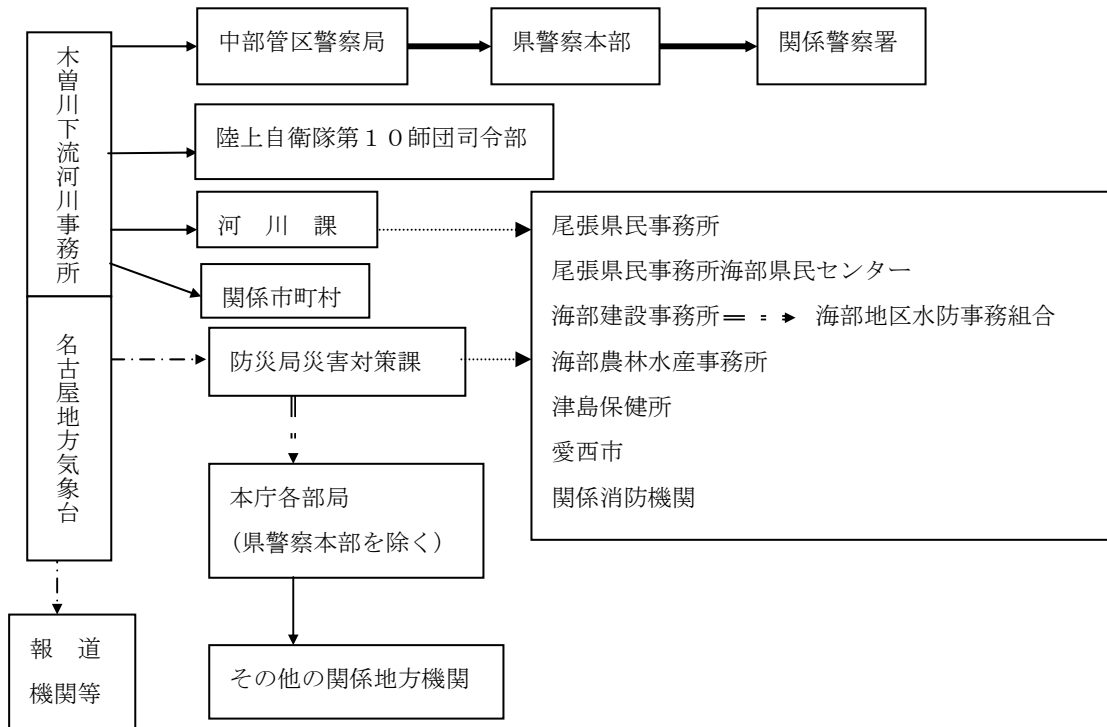 木曽川下流河川事務所
名古屋地方気象台
中部管区警察局
県警察本部
関係警察署
陸上自衛隊第１０師団司令部
河　川　課
関係市町村
防災局災害対策課
本庁各部局
（県警察本部を除く）
その他の関係地方機関
尾張県民事務所
尾張県民事務所海部県民センター
海部建設事務所
海部地区水防事務組合
海部農林水産事務所
津島保健所
愛西市
関係消防機関
報　道
機関等